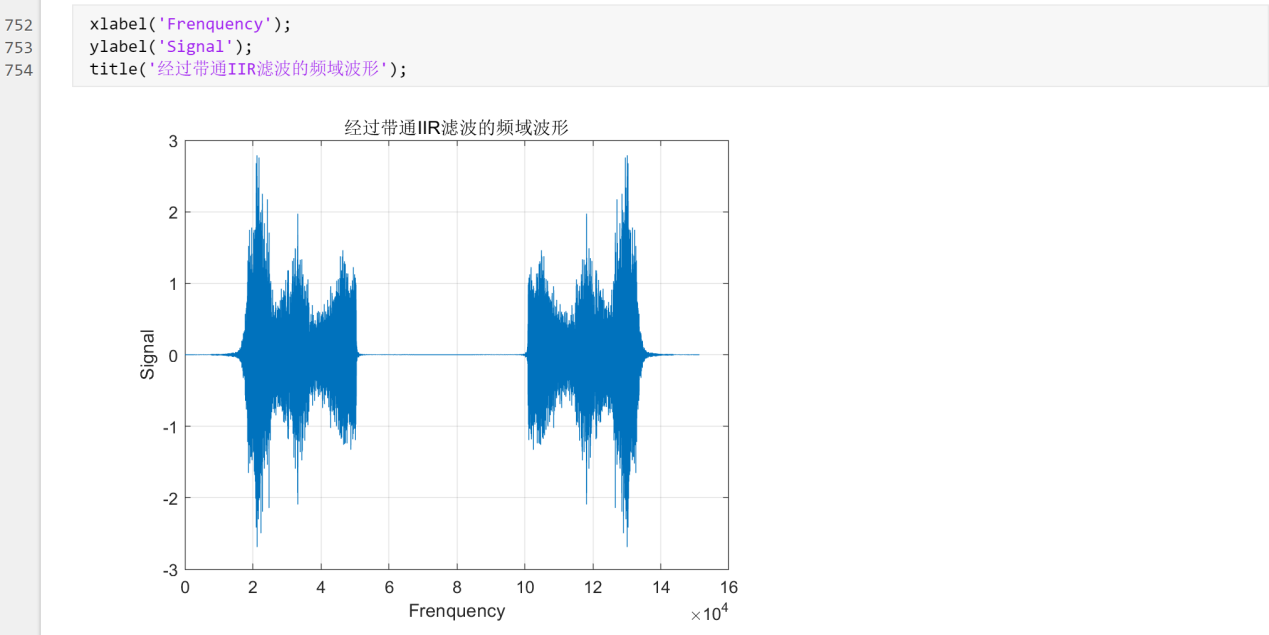 752 xlabel('Frenquency');
753 ylabel('Signal');
754 title('经过带通IIR滤波的频域波形');
经过带通IIR滤波的频域波形
3
2
1
0
-1
-2
-3
Signal
0 2 4 6 8 10 12 14 16
Frenquency
×10⁴